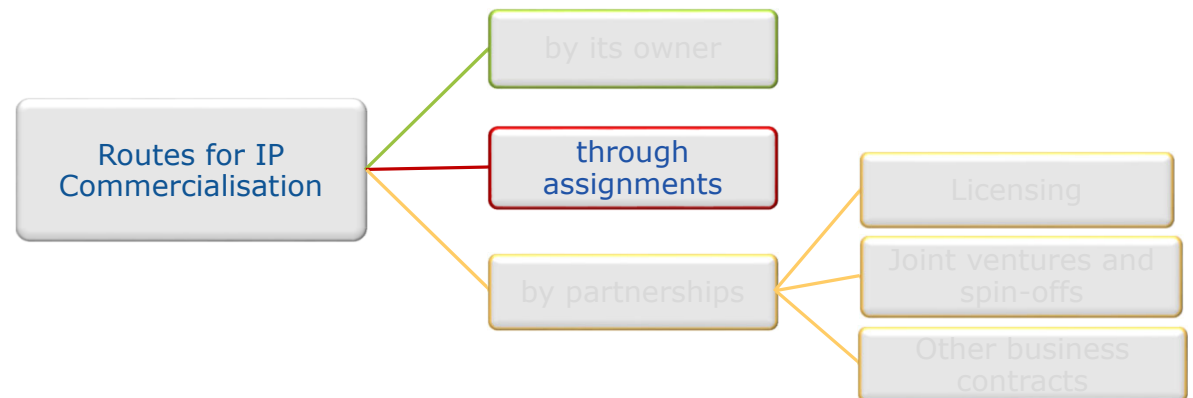 by its owner
Routes for IP
Commercialisation
through
assignments
by partnerships
Licensing
Joint ventures and
spin-offs
Other business
contracts